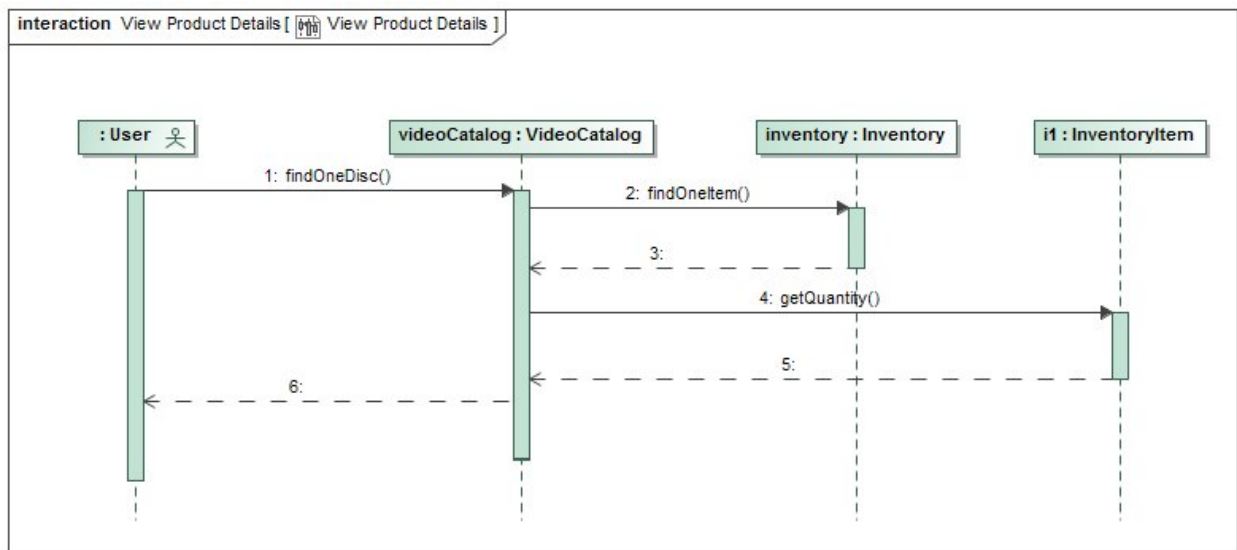 interaction View Product Details [ View Product Details ]
: User
videoCatalog : VideoCatalog
inventory : Inventory
i1 : InventoryItem
1: findOneDisc()
2: findOneItem()
3:
4: getQuantity()
5:
6: